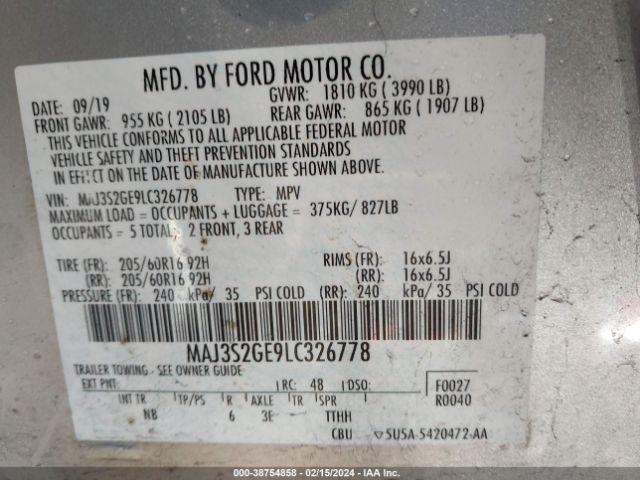 MFD. BY FORD MOTOR CO.
DATE: 09/19 GVWR: 1810 KG ( 3990 LB)
FRONT GAWR: 955 KG ( 2105 LB) REAR GAWR: 865 KG ( 1907 LB)
THIS VEHICLE CONFORMS TO ALL APPLICABLE FEDERAL MOTOR
VEHICLE SAFETY AND THEFT PREVENTION STANDARDS
IN EFFECT ON THE DATE OF MANUFACTURE SHOWN ABOVE.
VIN: MAJ3S2GE9LC326778 TYPE: MPV
MAXIMUM LOAD = OCCUPANTS + LUGGAGE = 375KG/ 827LB
OCCUPANTS = 5 TOTAL: 2 FRONT, 3 REAR
TIRE (FR): 205/60R16 92H RIMS (FR): 16x6.5J
(RR): 205/60R16 92H (RR): 16x6.5J
PRESSURE (FR): 240 kPa/ 35 PSI COLD (RR): 240 kPa/ 35 PSI COLD
MAJ3S2GE9LC326778
TRAILER TOWING - SEE OWNER GUIDE
EXT PNT: RC: 48 DSO: F0027
INT TR TP/PS R AXLE TR SPR R0040
NB 6 3E TTHH
CBU 5U5A-5420472-AA
000-38754858 - 02/15/2024 - IAA Inc.